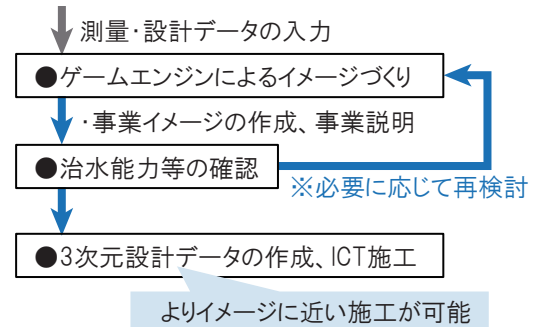 測量・設計データの入力
●ゲームエンジンによるイメージづくり
・事業イメージの作成、事業説明
●治水能力等の確認
※必要に応じて再検討
●3次元設計データの作成、ICT施工
よりイメージに近い施工が可能